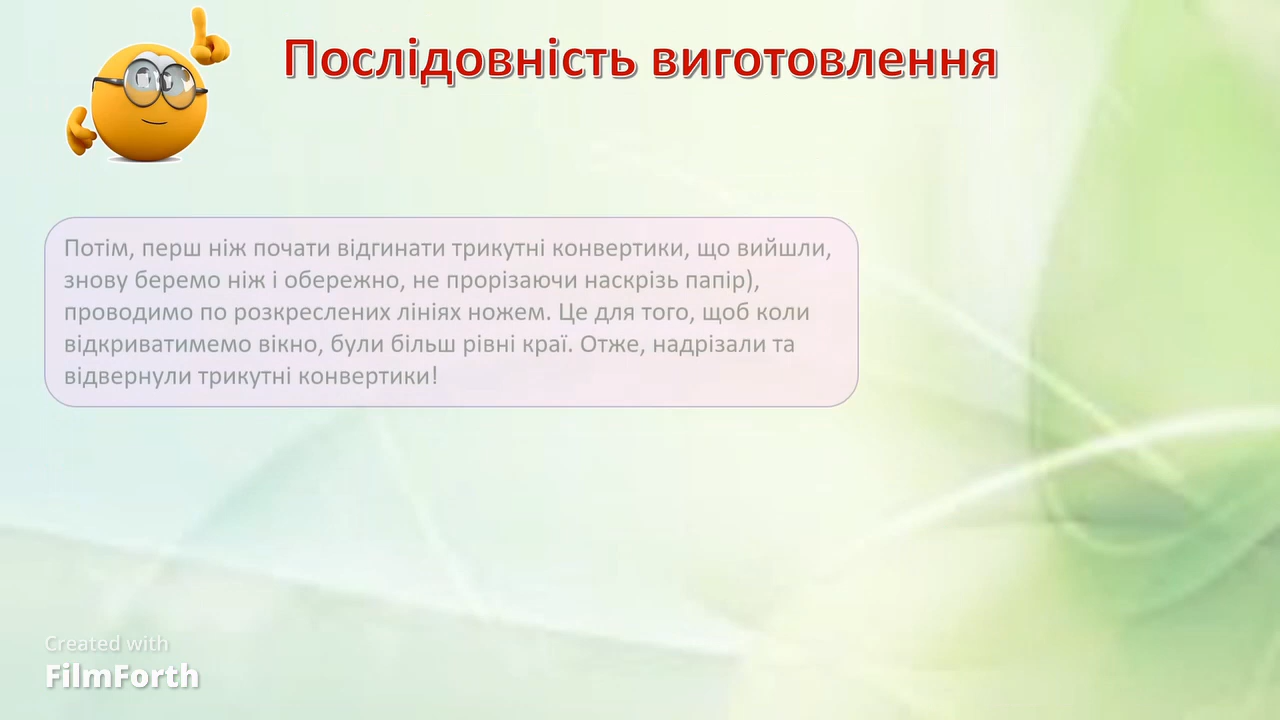 Послідовність виготовлення
Потім, перш ніж почати відгинати трикутні конвертики, що вийшли,
знову беремо ніж і обережно, не прорізаючи наскрізь папір),
проводимо по розкреслених лініях ножем. Це для того, щоб коли
відкриватимемо вікно, були більш рівні краї. Отже, надрізали та
відвернули трикутні конвертики!
Created with
FilmForth